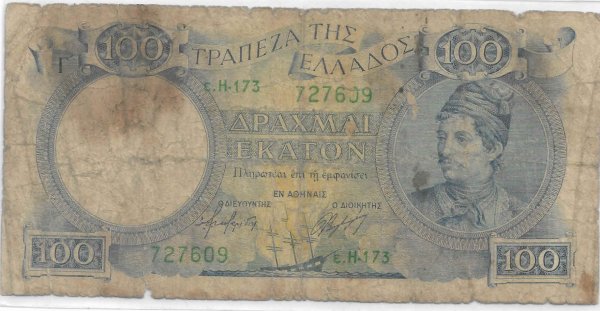 100 ΤΡΑΠΕΖΑ ΤΗΣ 100
Γ ΕΛΛΑΔΟΣ
ε.Η-173 727609
ΔΡΑΧΜΑΙ
ΕΚΑΤΟΝ
Πληρωτέαι ἐπὶ τῇ ἐμφανίσει
ΕΝ ΑΘΗΝΑΙΣ
Ο ΔΙΕΥΘΥΝΤΗΣ Ο ΔΙΟΙΚΗΤΗΣ
100 727609 ε.Η-173 100